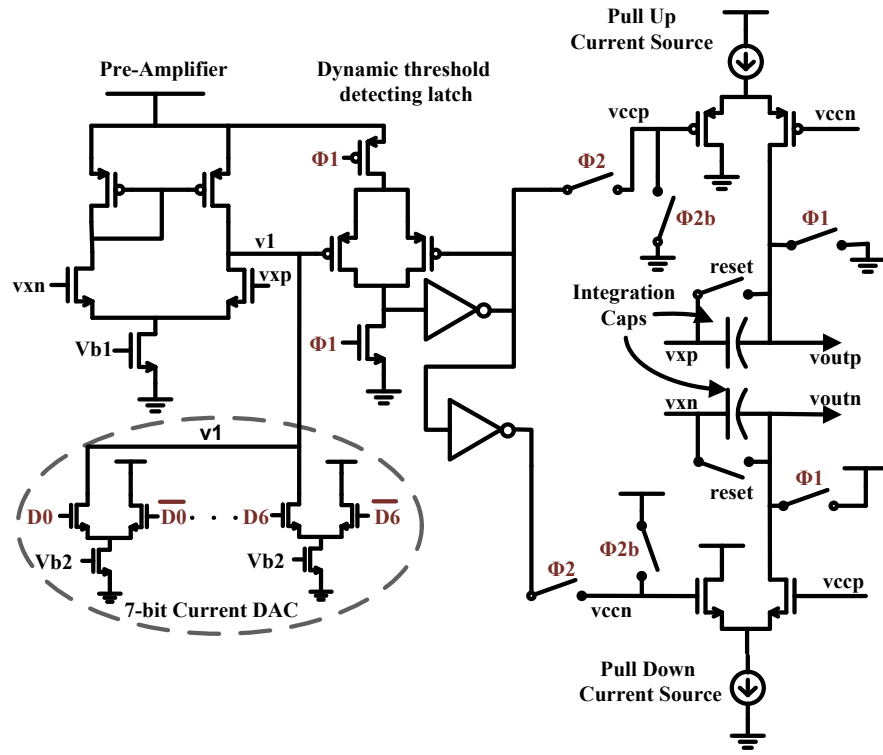 Pull Up
Current Source
Pre-Amplifier
Dynamic threshold
detecting latch
vccp
vccn
Φ1
Φ2
Φ2b
Φ1
v1
vxn
vxp
reset
Integration
Caps
Vb1
Φ1
vxp
voutp
vxn
voutn
v1
reset
Φ1
D0
D̅0̅
· · ·
D6
D̅6̅
Φ2b
Vb2
Vb2
Φ2
vccn
vccp
7-bit Current DAC
Pull Down
Current Source